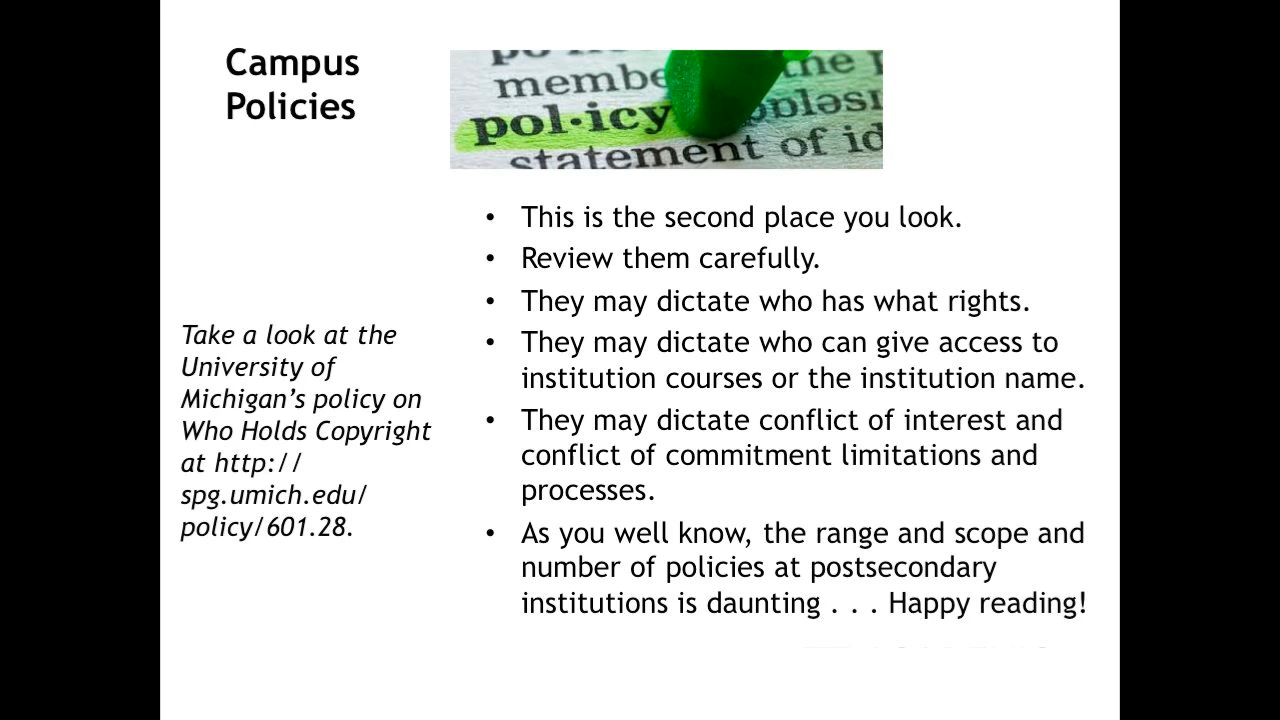 Campus
Policies
membe
the
pol·icy
statement of id
• This is the second place you look.
• Review them carefully.
• They may dictate who has what rights.
• They may dictate who can give access to
institution courses or the institution name.
• They may dictate conflict of interest and
conflict of commitment limitations and
processes.
• As you well know, the range and scope and
number of policies at postsecondary
institutions is daunting . . . Happy reading!
Take a look at the
University of
Michigan’s policy on
Who Holds Copyright
at http://
spg.umich.edu/
policy/601.28.